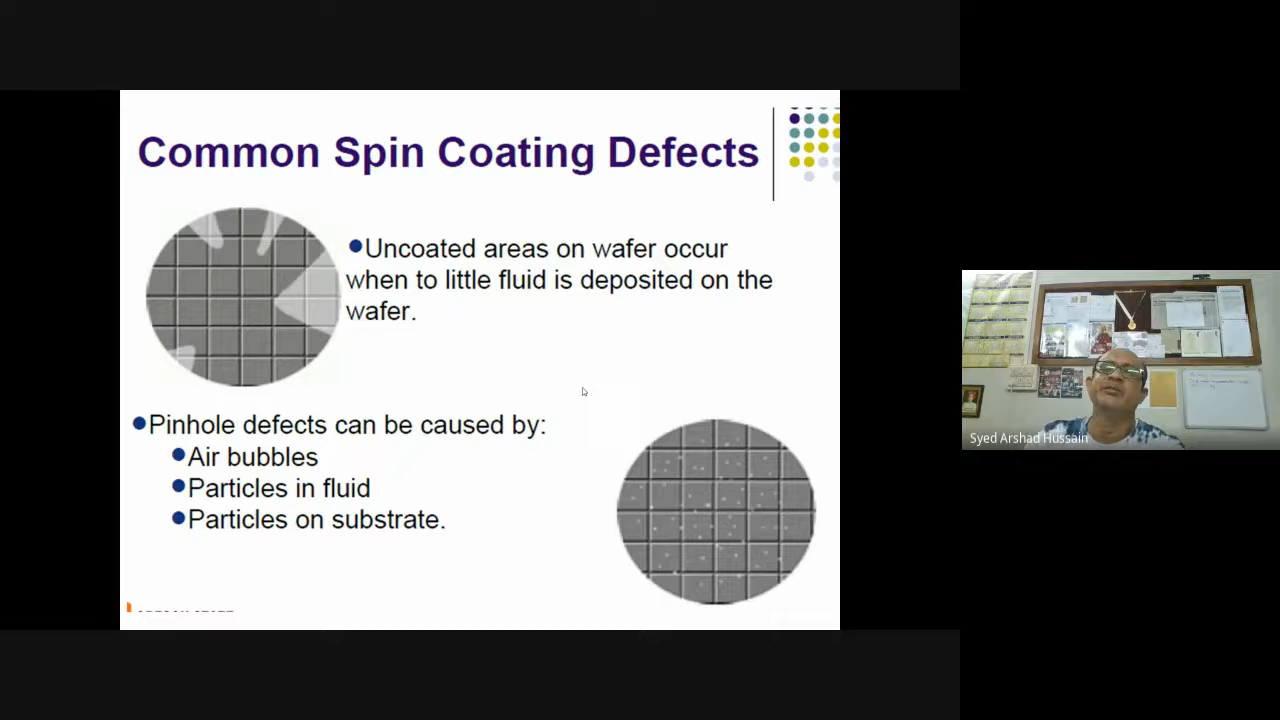 Common Spin Coating Defects
●Uncoated areas on wafer occur
when to little fluid is deposited on the
wafer.
●Pinhole defects can be caused by:
●Air bubbles
●Particles in fluid
●Particles on substrate.
Syed Arshad Hussain